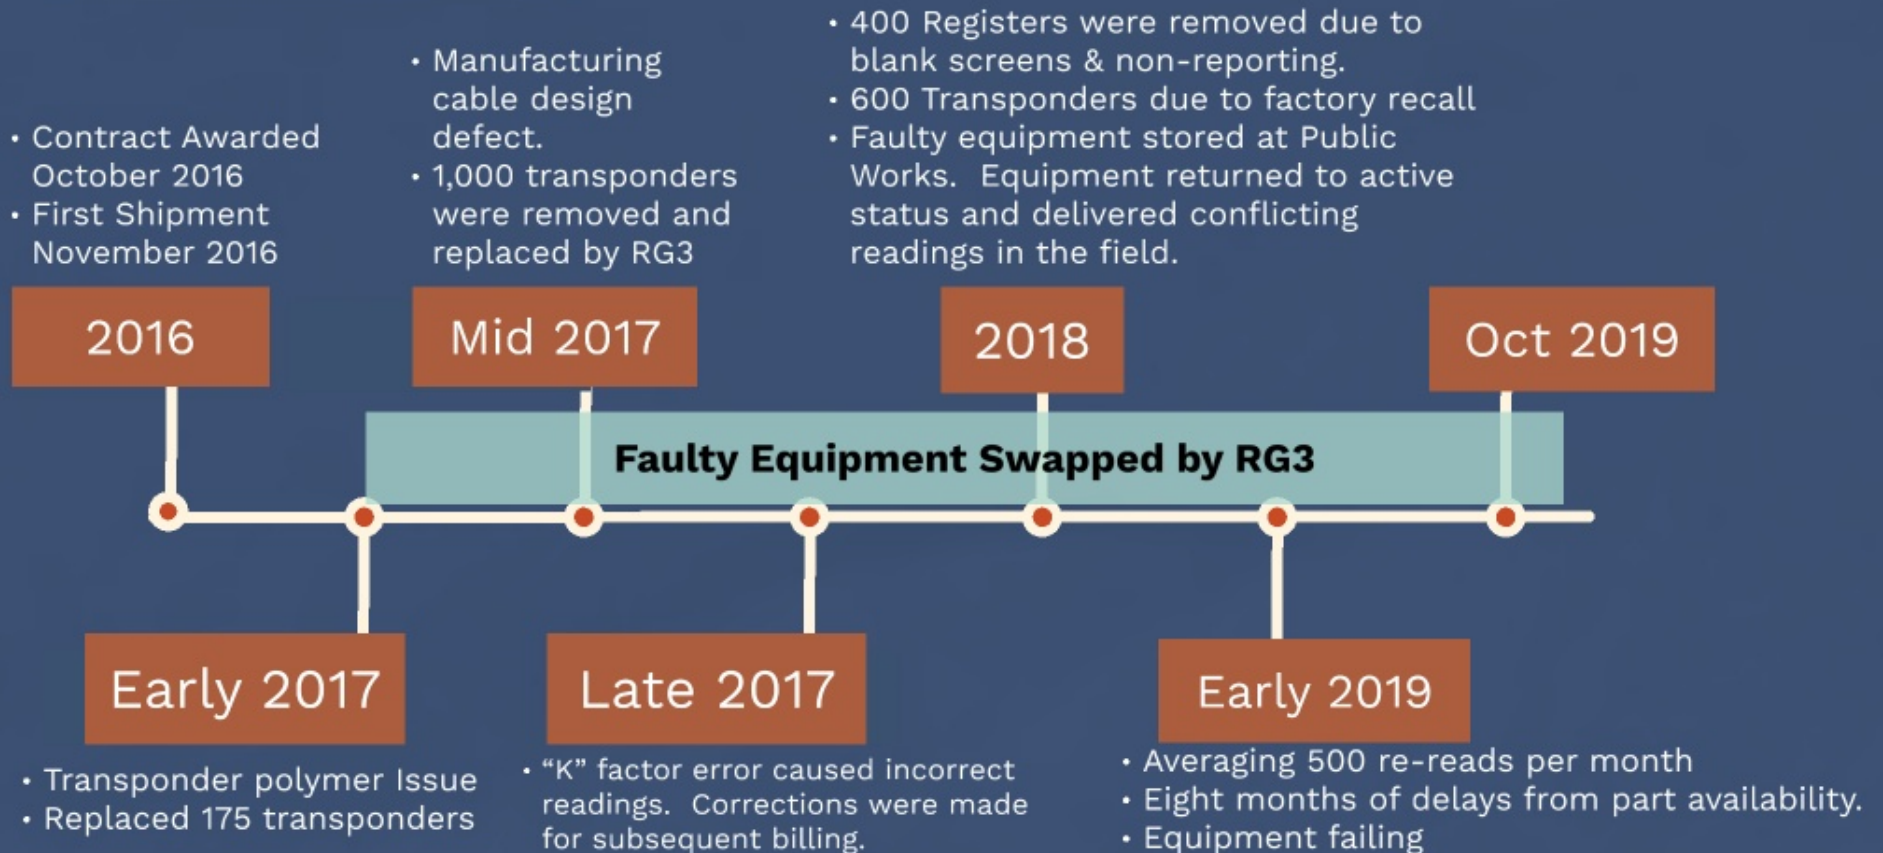 • Contract Awarded
October 2016
• First Shipment
November 2016
2016
• Manufacturing
cable design
defect.
• 1,000 transponders
were removed and
replaced by RG3
Mid 2017
• 400 Registers were removed due to
blank screens & non-reporting.
• 600 Transponders due to factory recall
• Faulty equipment stored at Public
Works.  Equipment returned to active
status and delivered conflicting
readings in the field.
2018
Oct 2019
Faulty Equipment Swapped by RG3
Early 2017
• Transponder polymer Issue
• Replaced 175 transponders
Late 2017
• “K” factor error caused incorrect
readings.  Corrections were made
for subsequent billing.
Early 2019
• Averaging 500 re-reads per month
• Eight months of delays from part availability.
• Equipment failing